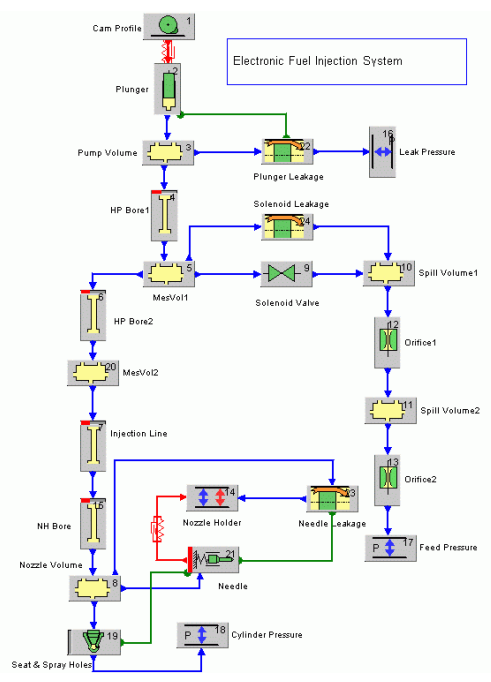 Cam Profile
1
Electronic Fuel Injection System
2
Plunger
Pump Volume
3
22
16
P
Leak Pressure
Plunger Leakage
4
HP Bore1
Solenoid Leakage
24
5
9
10
Spill Volume1
MesVol1
Solenoid Valve
6
HP Bore2
12
Orifice1
MesVol2
20
11
Spill Volume2
7
Injection Line
13
Orifice2
14
23
Nozzle Holder
Needle Leakage
15
NH Bore
P
17
Feed Pressure
Nozzle Volume
21
8
Needle
19
P
18
Cylinder Pressure
Seat & Spray Holes